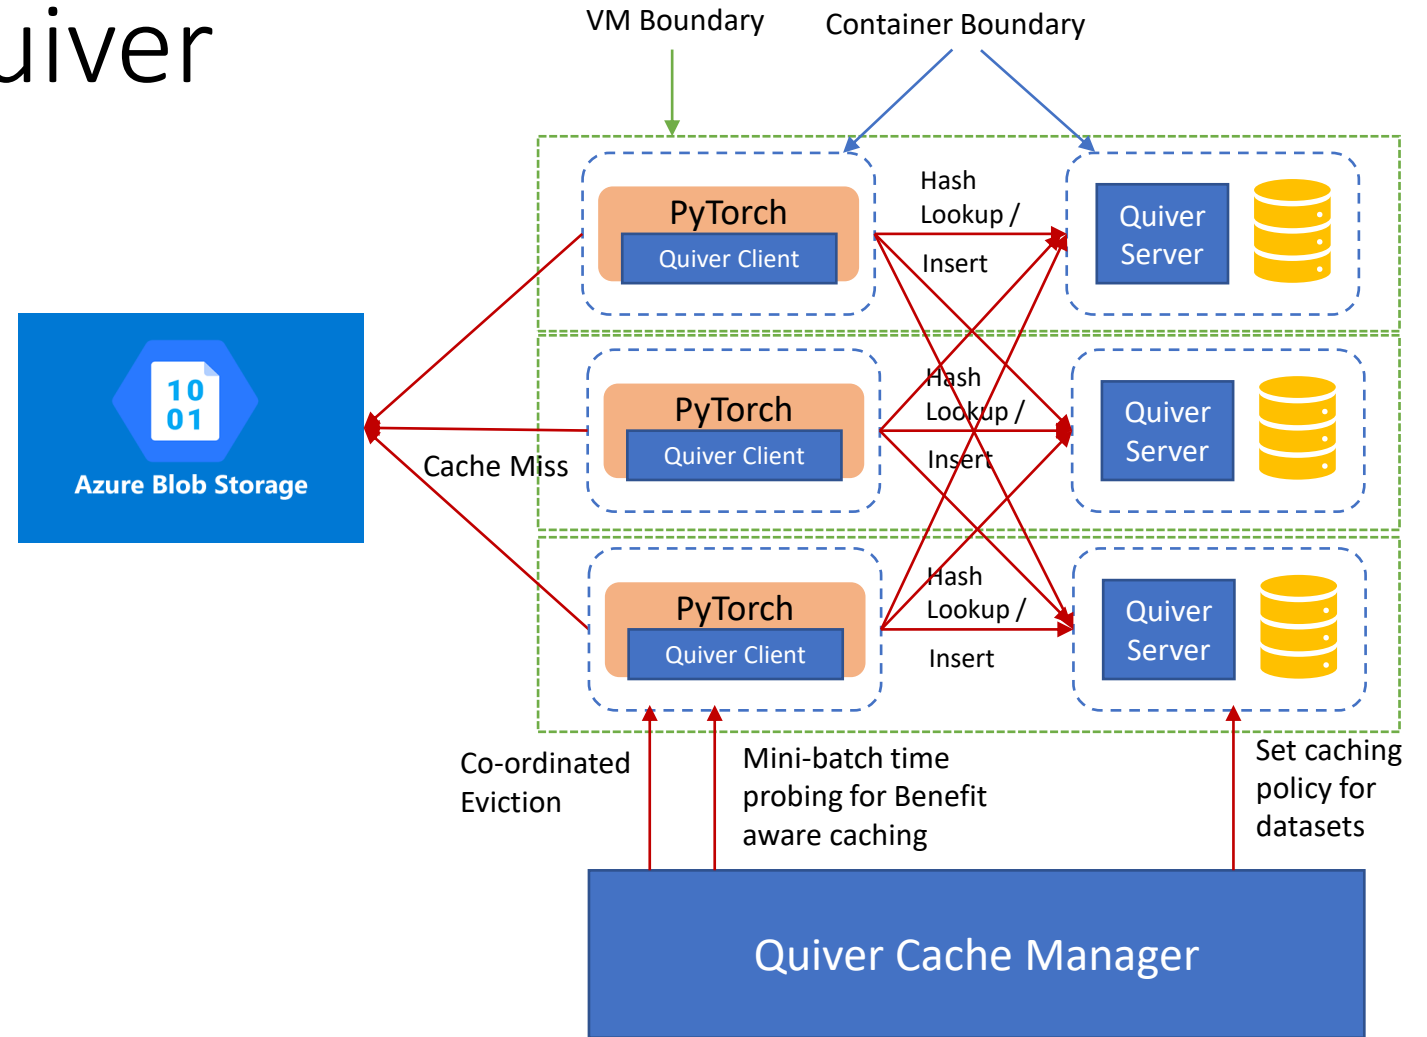 uiver
VM Boundary
Container Boundary
Hash
Lookup /
Insert
PyTorch
Quiver Client
Quiver
Server
10
01
Azure Blob Storage
Cache Miss
Hash
Lookup /
Insert
PyTorch
Quiver Client
Quiver
Server
Hash
Lookup /
Insert
PyTorch
Quiver Client
Quiver
Server
Co-ordinated
Eviction
Mini-batch time
probing for Benefit
aware caching
Set caching
policy for
datasets
Quiver Cache Manager